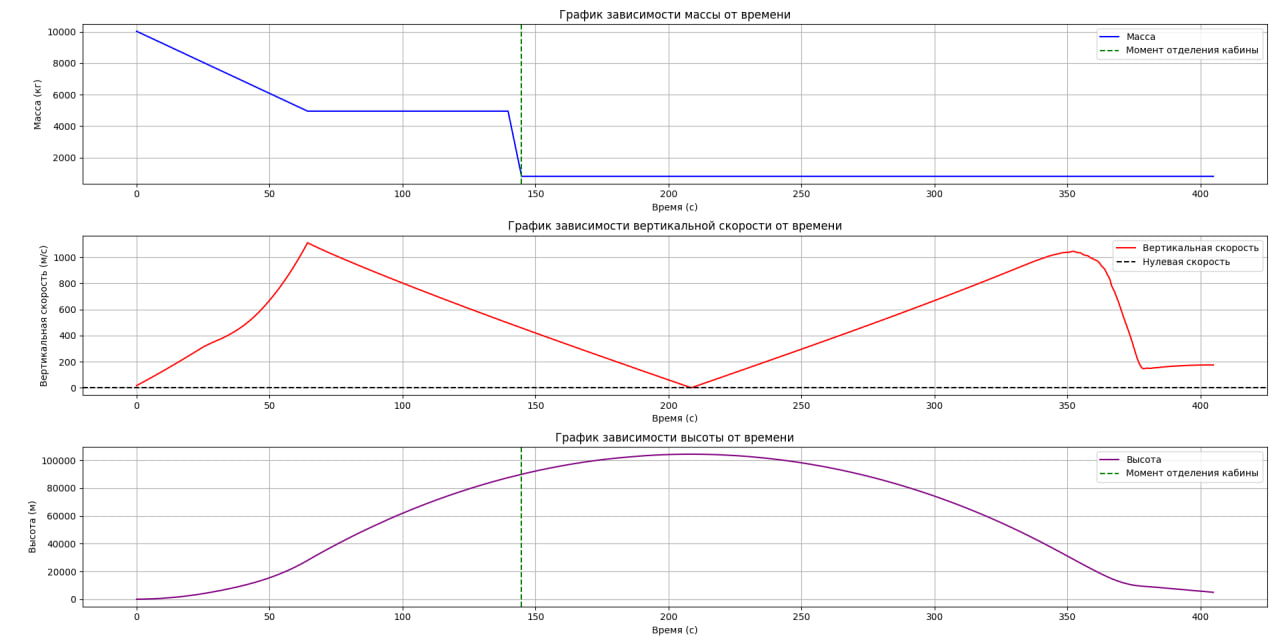 График зависимости массы от времени
Масса (кг)
10000
8000
6000
4000
2000
Масса
Момент отделения кабины
0 50 100 150 200 250 300 350 400
Время (с)
График зависимости вертикальной скорости от времени
Вертикальная скорость (м/с)
1000
800
600
400
200
0
Вертикальная скорость
Нулевая скорость
0 50 100 150 200 250 300 350 400
Время (с)
График зависимости высоты от времени
Высота (м)
100000
80000
60000
40000
20000
0
Высота
Момент отделения кабины
0 50 100 150 200 250 300 350 400
Время (с)